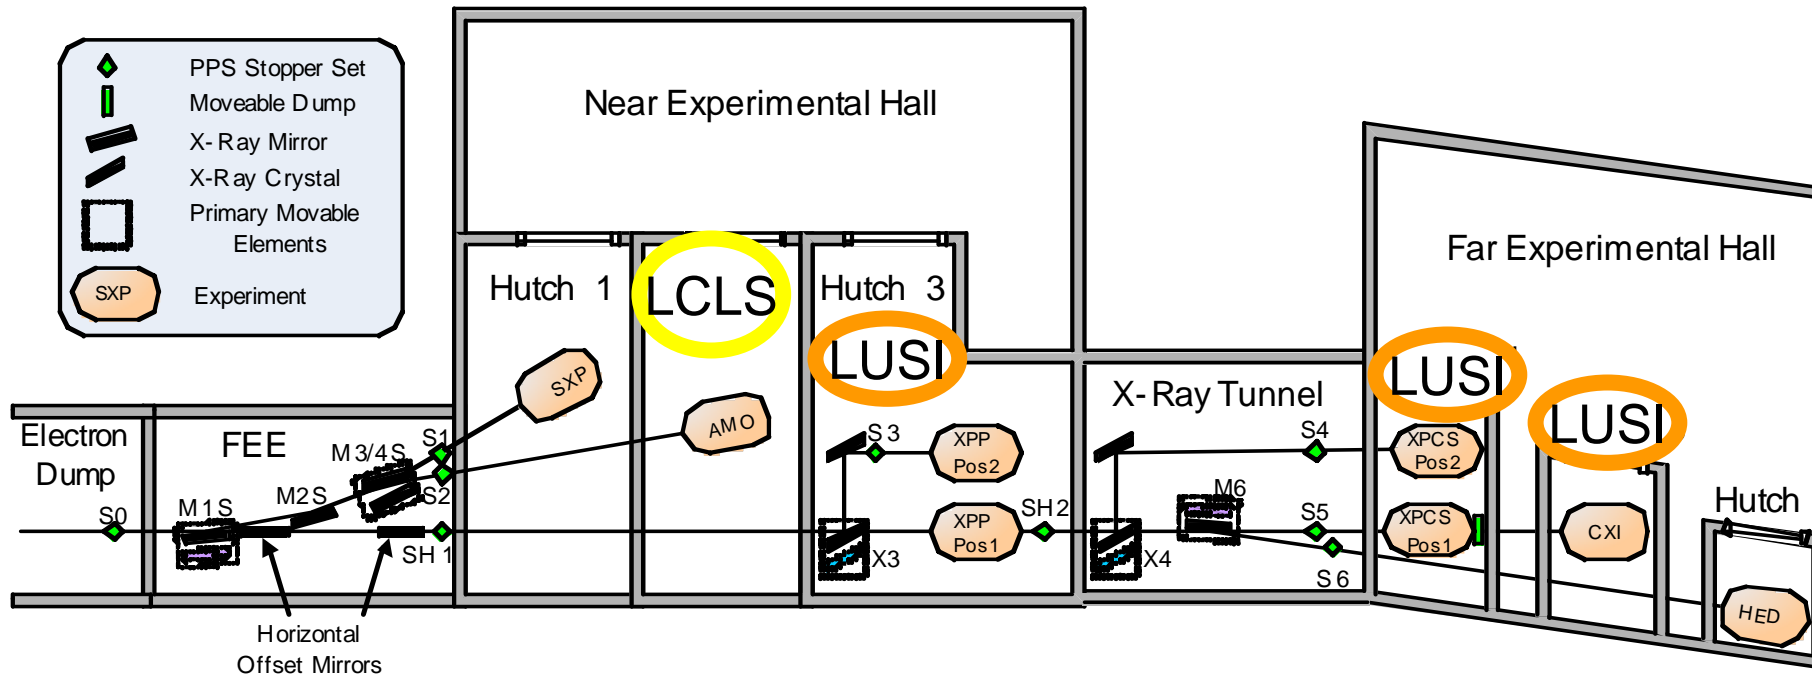 PPS Stopper Set
Moveable Dump
X-Ray Mirror
X-Ray Crystal
Primary Movable
Elements
SXP
Experiment
Near Experimental Hall
Far Experimental Hall
Hutch 1
LCLS
Hutch 3
LUSI
LUSI
LUSI
X-Ray Tunnel
Hutch
Electron
Dump
FEE
SXP
AMO
S0
M1S
M2S
M3/4S
S1
S2
SH1
Horizontal
Offset Mirrors
S3
XPP
Pos2
XPP
Pos1
X3
SH2
X4
M6
S4
S5
S6
XPCS
Pos2
XPCS
Pos1
CXI
HED